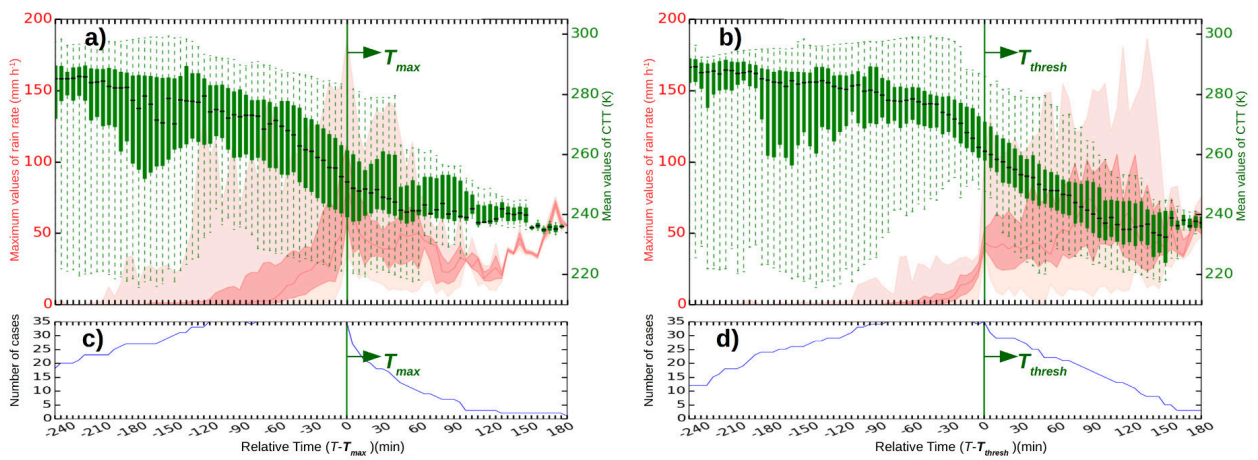 200
150
100
50
0
Maximum values of rain rate (mm h⁻¹)
a)
T max
300
280
260
240
220
Mean values of CTT (K)
200
150
100
50
0
Maximum values of rain rate (mm h⁻¹)
b)
T thresh
300
280
260
240
220
Mean values of CTT (K)
35
30
25
20
15
10
5
0
Number of cases
c)
T max
-240 -210 -180 -150 -120 -90 -60 -30 0 30 60 90 120 150 180
Relative Time (T-T max )(min)
35
30
25
20
15
10
5
0
Number of cases
d)
T thresh
-240 -210 -180 -150 -120 -90 -60 -30 0 30 60 90 120 150 180
Relative Time (T-T thresh )(min)